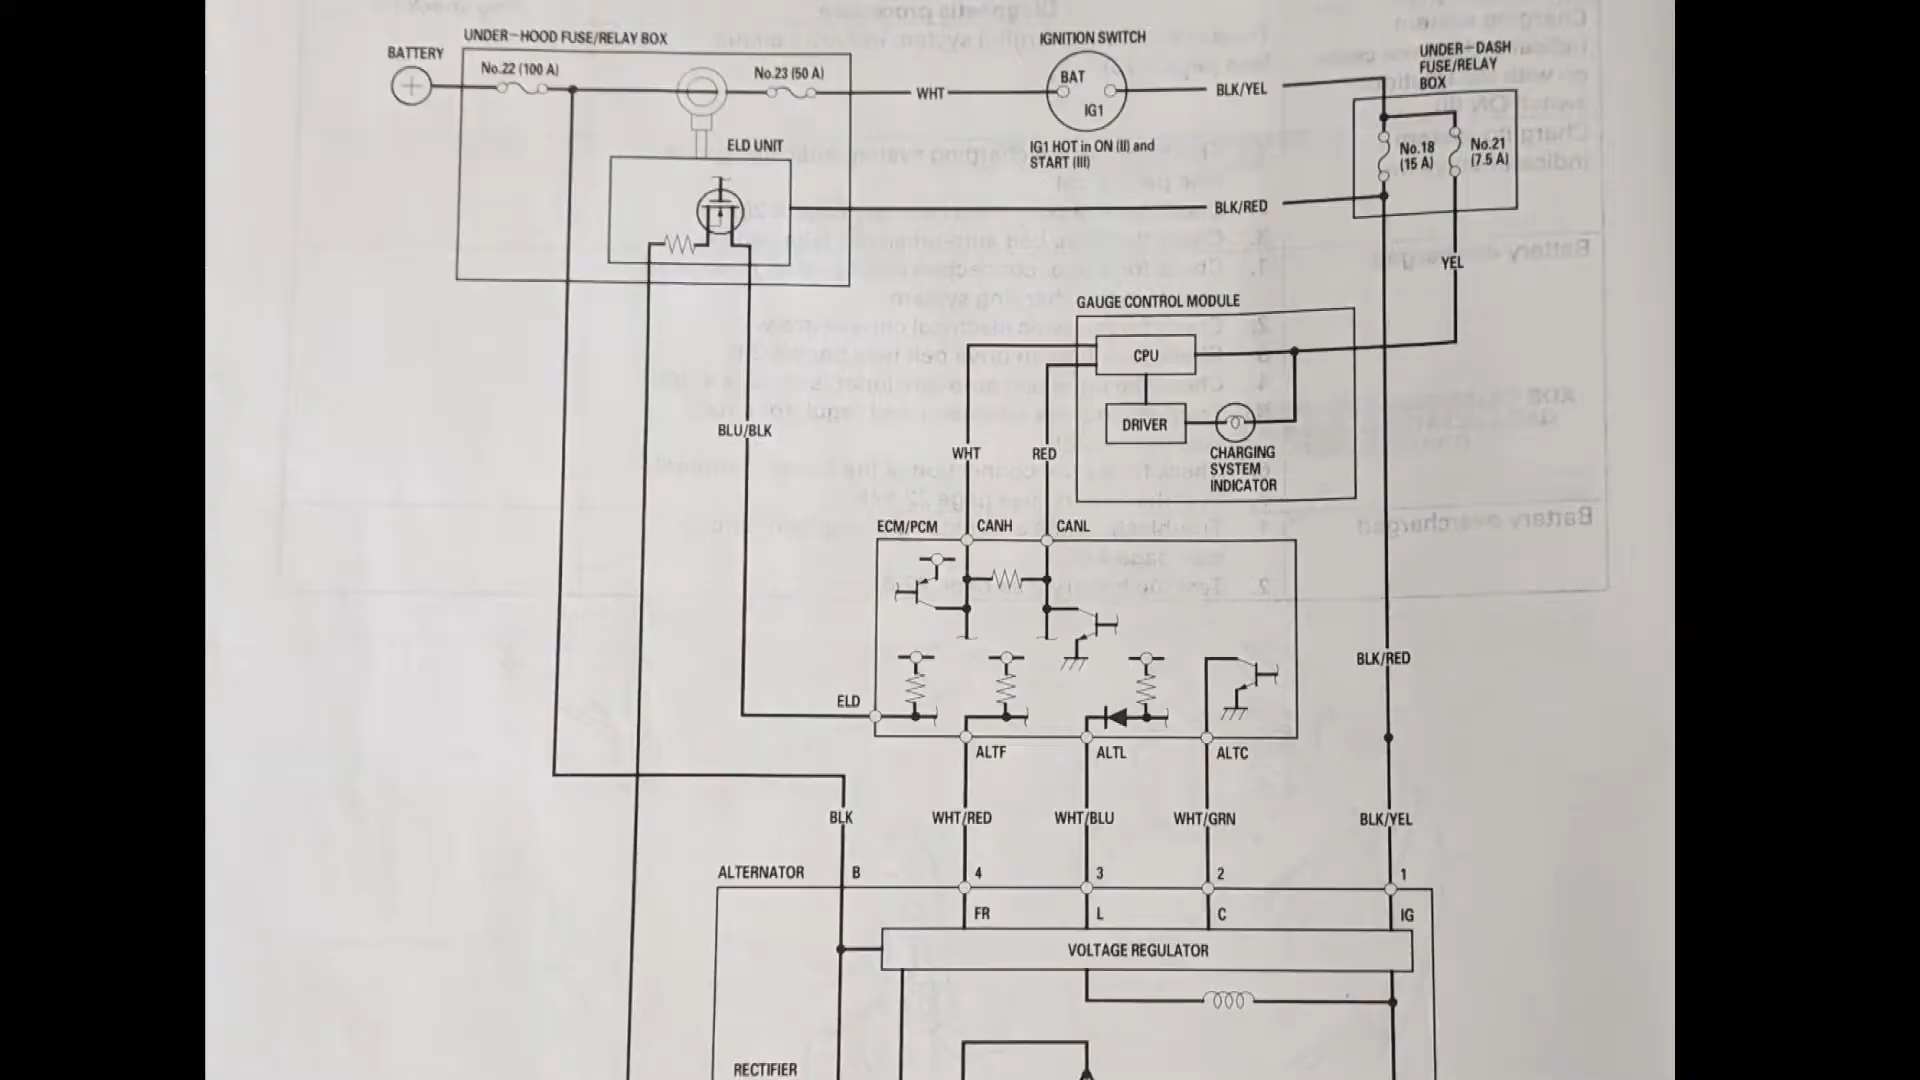 UNDER-HOOD FUSE/RELAY BOX
BATTERY
No.22 (100 A)
No.23 (50 A)
WHT
IGNITION SWITCH
BAT
IG1
IG1 HOT in ON (II) and
START (III)
BLK/YEL
UNDER-DASH
FUSE/RELAY
BOX
No.18
(15 A)
No.21
(7.5 A)
ELD UNIT
BLK/RED
YEL
GAUGE CONTROL MODULE
CPU
DRIVER
CHARGING
SYSTEM
INDICATOR
BLU/BLK
WHT
RED
ECM/PCM
CANH
CANL
ELD
ALTF
ALTL
ALTC
BLK/RED
BLK
WHT/RED
WHT/BLU
WHT/GRN
BLK/YEL
ALTERNATOR
B
4
3
2
1
FR
L
C
IG
VOLTAGE REGULATOR
RECTIFIER